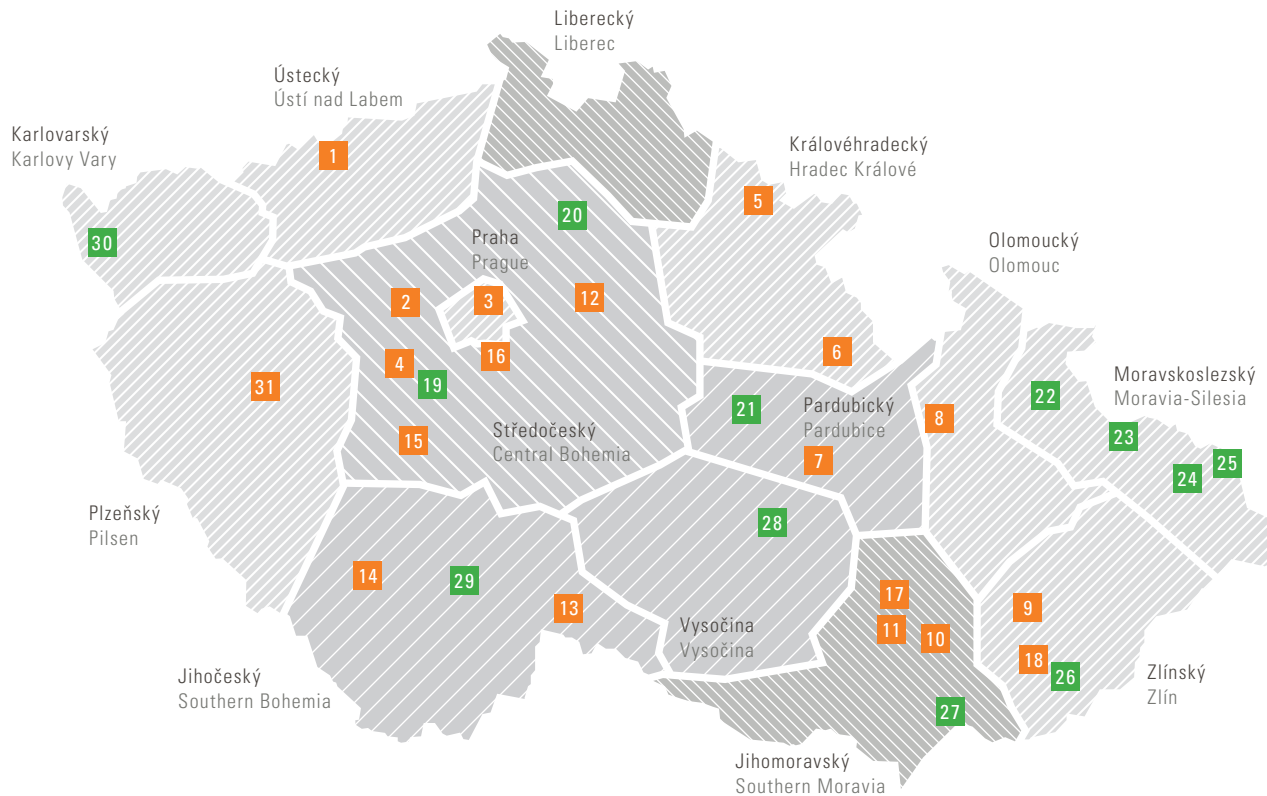 Liberecký
Liberec
Ústecký
Ústí nad Labem
Karlovarský
Karlovy Vary
1
Královéhradecký
Hradec Králové
5
20
30
Praha
Prague
Olomoucký
Olomouc
2
3
12
16
6
4
19
31
Moravskoslezský
Moravia-Silesia
22
21
Pardubický
Pardubice
8
15
Středočeský
Central Bohemia
7
23
24
25
Plzeňský
Pilsen
28
14
29
13
17
9
11
10
Vysočina
Vysočina
18
26
Jihočeský
Southern Bohemia
Zlínský
Zlín
27
Jihomoravský
Southern Moravia